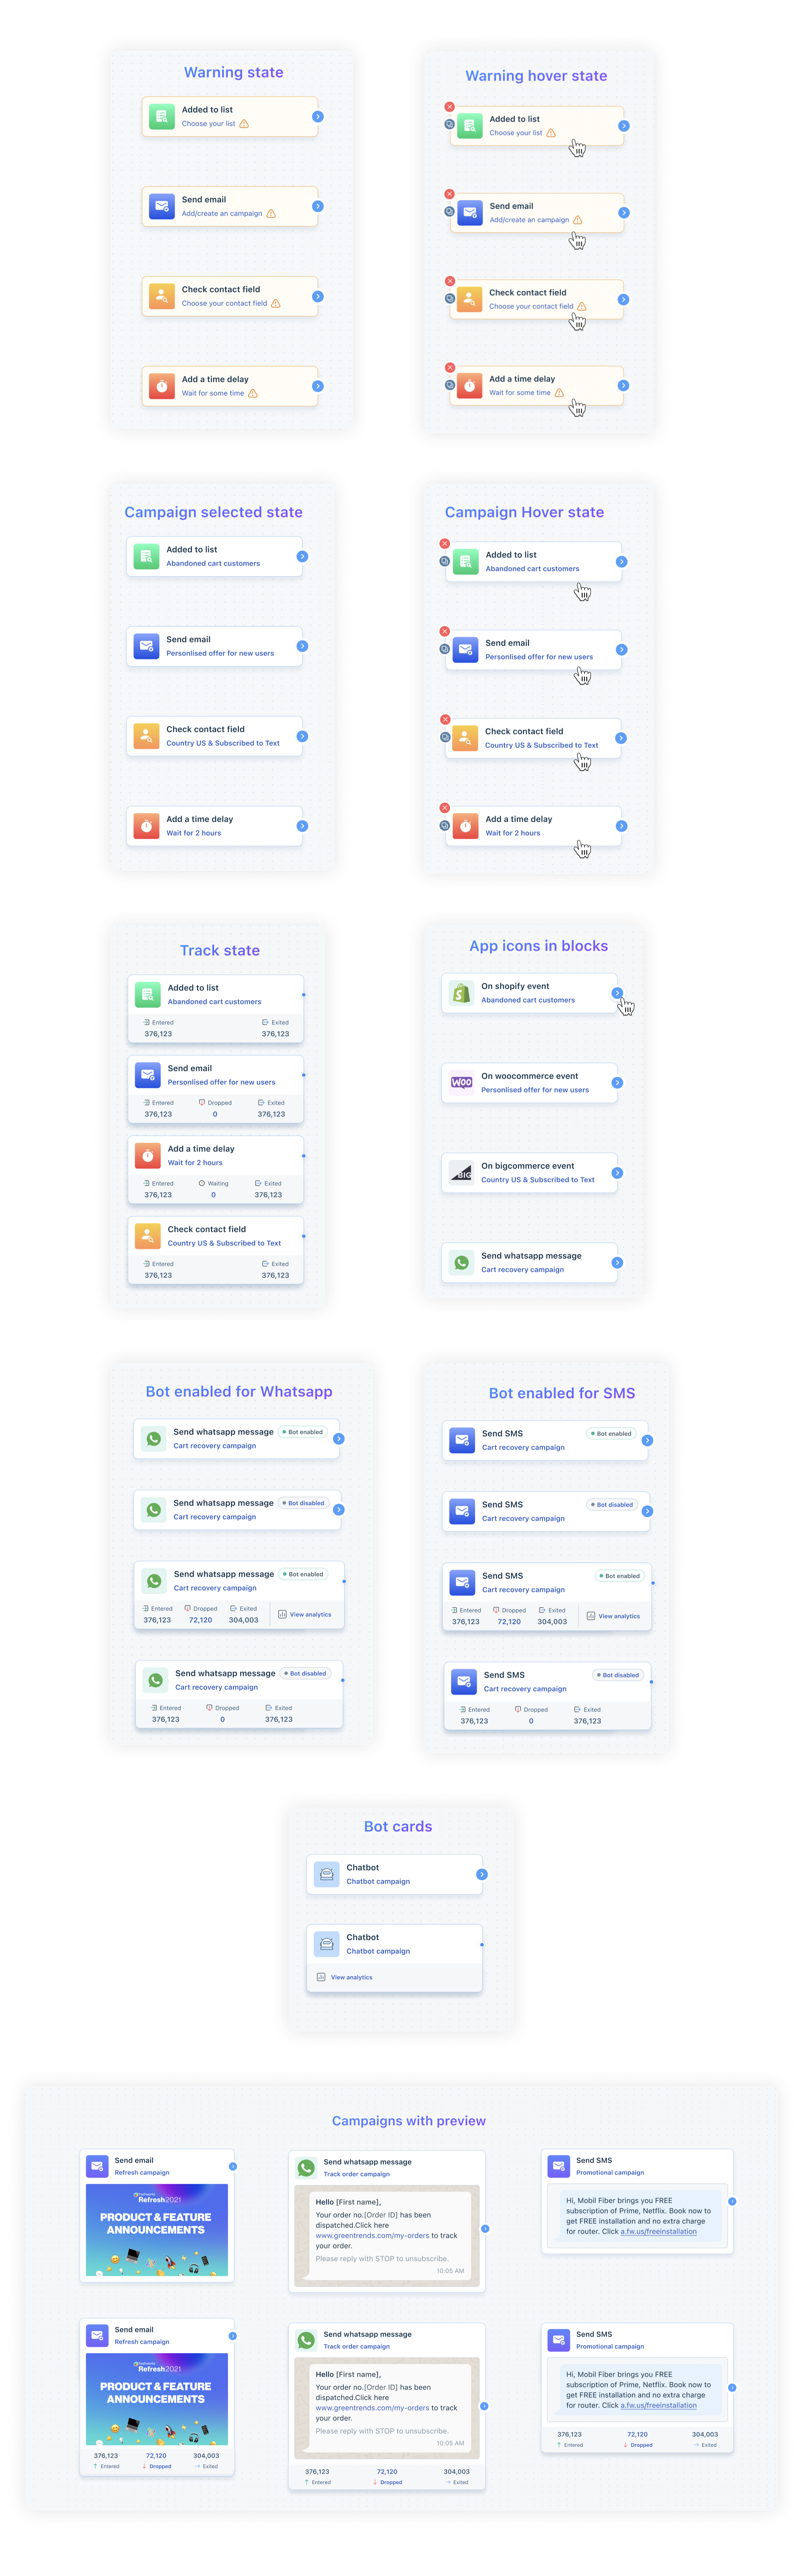 Warning state
Added to list
Choose your list
Send email
Add/create an campaign
Check contact field
Choose your contact field
Add a time delay
Wait for some time
Warning hover state
Added to list
Choose your list
Send email
Add/create an campaign
Check contact field
Choose your contact field
Add a time delay
Wait for some time
Campaign selected state
Added to list
Abandoned cart customers
Send email
Personlised offer for new users
Check contact field
Country US & Subscribed to Text
Add a time delay
Wait for 2 hours
Campaign Hover state
Added to list
Abandoned cart customers
Send email
Personlised offer for new users
Check contact field
Country US & Subscribed to Text
Add a time delay
Wait for 2 hours
Track state
Added to list
Abandoned cart customers
Entered Exited
376,123 376,123
Send email
Personlised offer for new users
Entered Dropped Exited
376,123 0 376,123
Add a time delay
Wait for 2 hours
Entered Waiting Exited
376,123 0 376,123
Check contact field
Country US & Subscribed to Text
Entered Exited
376,123 376,123
App icons in blocks
On shopify event
Abandoned cart customers
WOO
On woocommerce event
Personlised offer for new users
BIG
On bigcommerce event
Country US & Subscribed to Text
Send whatsapp message
Cart recovery campaign
Bot enabled for Whatsapp
Send whatsapp message Bot enabled
Cart recovery campaign
Send whatsapp message Bot disabled
Cart recovery campaign
Send whatsapp message Bot enabled
Cart recovery campaign
Entered Dropped Exited
376,123 72,120 304,003 View analytics
Send whatsapp message Bot disabled
Cart recovery campaign
Entered Dropped Exited
376,123 0 376,123
Bot enabled for SMS
Send SMS Bot enabled
Cart recovery campaign
Send SMS Bot disabled
Cart recovery campaign
Send SMS Bot enabled
Cart recovery campaign
Entered Dropped Exited
376,123 72,120 304,003 View analytics
Send SMS Bot disabled
Cart recovery campaign
Entered Dropped Exited
376,123 0 376,123
Bot cards
Chatbot
Chatbot campaign
Chatbot
Chatbot campaign
View analytics
Campaigns with preview
Send email
Refresh campaign
freshworks
Refresh2021
PRODUCT & FEATURE
ANNOUNCEMENTS
Send whatsapp message
Track order campaign
Hello [First name],
Your order no.[Order ID] has been
dispatched.Click here
www.greentrends.com/my-orders to track
your order.
Please reply with STOP to unsubscribe.
10:05 AM
Send SMS
Promotional campaign
Hi, Mobil Fiber brings you FREE
subscription of Prime, Netflix. Book now to
get FREE installation and no extra charge
for router. Click a.fw.us/freeinstallation
Send email
Refresh campaign
freshworks
Refresh2021
PRODUCT & FEATURE
ANNOUNCEMENTS
376,123 72,120 304,003
Entered Dropped Exited
Send whatsapp message
Track order campaign
Hello [First name],
Your order no.[Order ID] has been
dispatched.Click here
www.greentrends.com/my-orders to track
your order.
Please reply with STOP to unsubscribe.
10:05 AM
376,123 72,120 304,003
Entered Dropped Exited
Send SMS
Promotional campaign
Hi, Mobil Fiber brings you FREE
subscription of Prime, Netflix. Book now to
get FREE installation and no extra charge
for router. Click a.fw.us/freeinstallation
376,123 72,120 304,003
Entered Dropped Exited